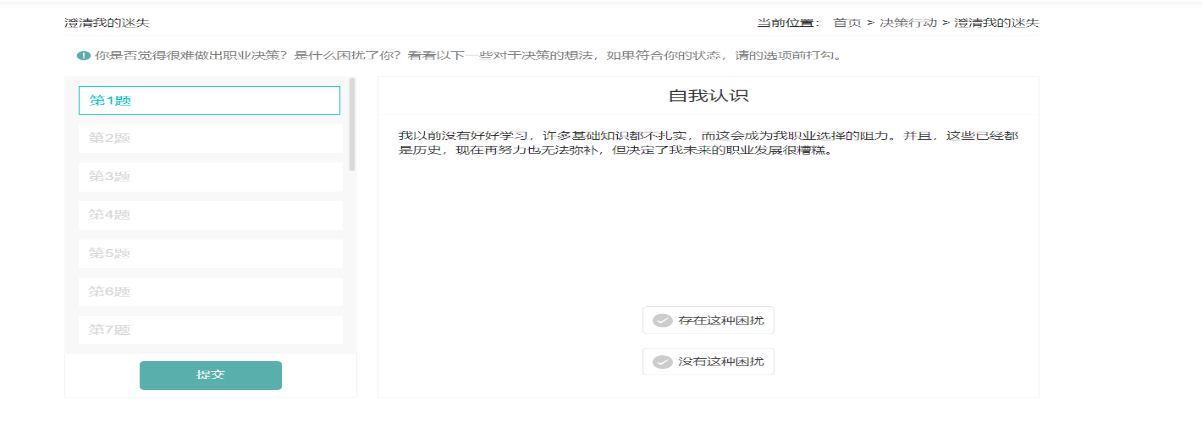 澄清我的迷失
当前位置： 首页 > 决策行动 > 澄清我的迷失
你是否觉得很难做出职业决策？是什么困扰了你？看看以下一些对于决策的想法，如果符合你的状态，请的选项前打勾。
第1题
第2题
第3题
第4题
第5题
第6题
第7题
提交
自我认识
我以前没有好好学习，许多基础知识都不扎实，而这会成为我职业选择的阻力。并且，这些已经都
是历史，现在再努力也无法弥补，但决定了我未来的职业发展很糟糕。
存在这种困扰
没有这种困扰